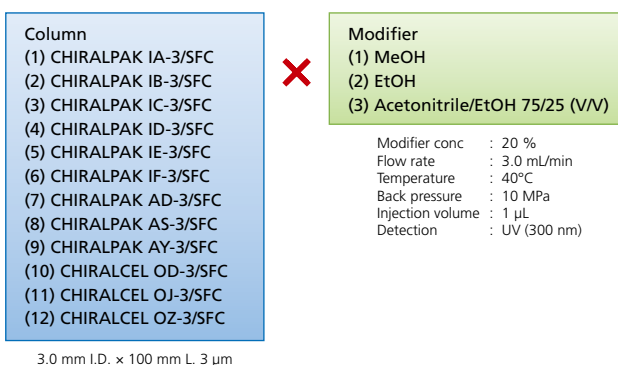 Column
(1) CHIRALPAK IA-3/SFC
(2) CHIRALPAK IB-3/SFC
(3) CHIRALPAK IC-3/SFC
(4) CHIRALPAK ID-3/SFC
(5) CHIRALPAK IE-3/SFC
(6) CHIRALPAK IF-3/SFC
(7) CHIRALPAK AD-3/SFC
(8) CHIRALPAK AS-3/SFC
(9) CHIRALPAK AY-3/SFC
(10) CHIRALCEL OD-3/SFC
(11) CHIRALCEL OJ-3/SFC
(12) CHIRALCEL OZ-3/SFC
3.0 mm I.D. × 100 mm L. 3 μm
Modifier
(1) MeOH
(2) EtOH
(3) Acetonitrile/EtOH 75/25 (V/V)
Modifier conc : 20 %
Flow rate : 3.0 mL/min
Temperature : 40°C
Back pressure : 10 MPa
Injection volume : 1 μL
Detection : UV (300 nm)